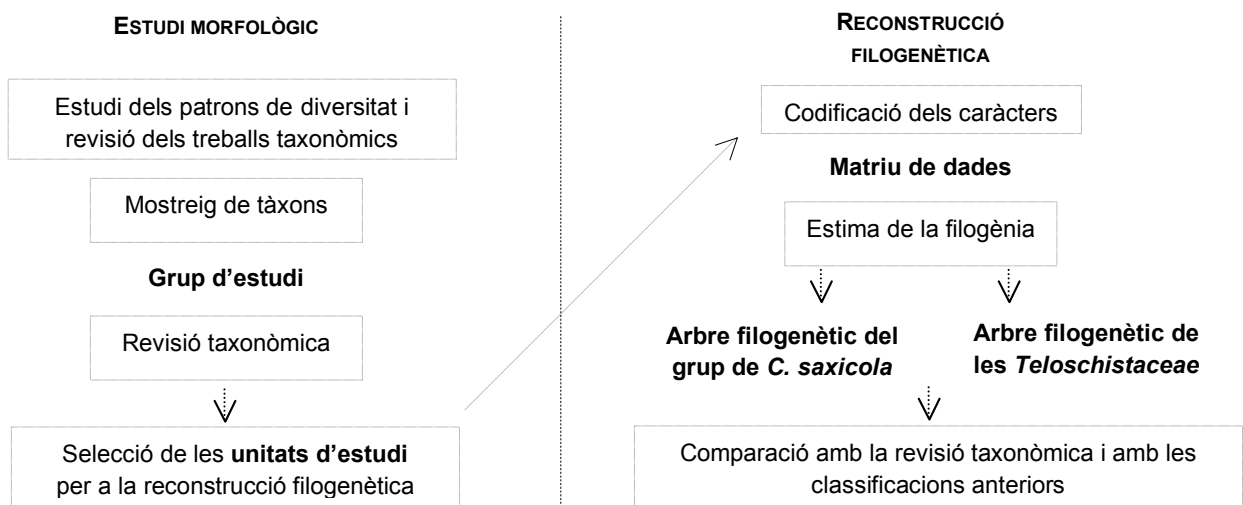 ESTUDI MORFOLÒGIC
Estudi dels patrons de diversitat i
revisió dels treballs taxonòmics
Mostreig de tàxons
Grup d’estudi
Revisió taxonòmica
Selecció de les unitats d’estudi
per a la reconstrucció filogenètica
RECONSTRUCCIÓ
FILOGENÈTICA
Codificació dels caràcters
Matriu de dades
Estima de la filogènia
Arbre filogenètic del
grup de C. saxicola
Arbre filogenètic de
les Teloschistaceae
Comparació amb la revisió taxonòmica i amb les
classificacions anteriors